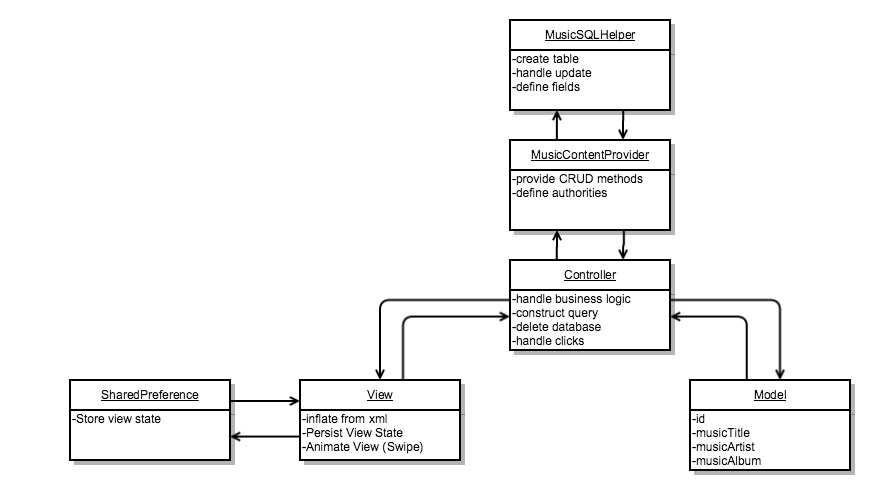 MusicSQLHelper
-create table
-handle update
-define fields
MusicContentProvider
-provide CRUD methods
-define authorities
Controller
-handle business logic
-construct query
-delete database
-handle clicks
SharedPreference
-Store view state
View
-inflate from xml
-Persist View State
-Animate View (Swipe)
Model
-id
-musicTitle
-musicArtist
-musicAlbum